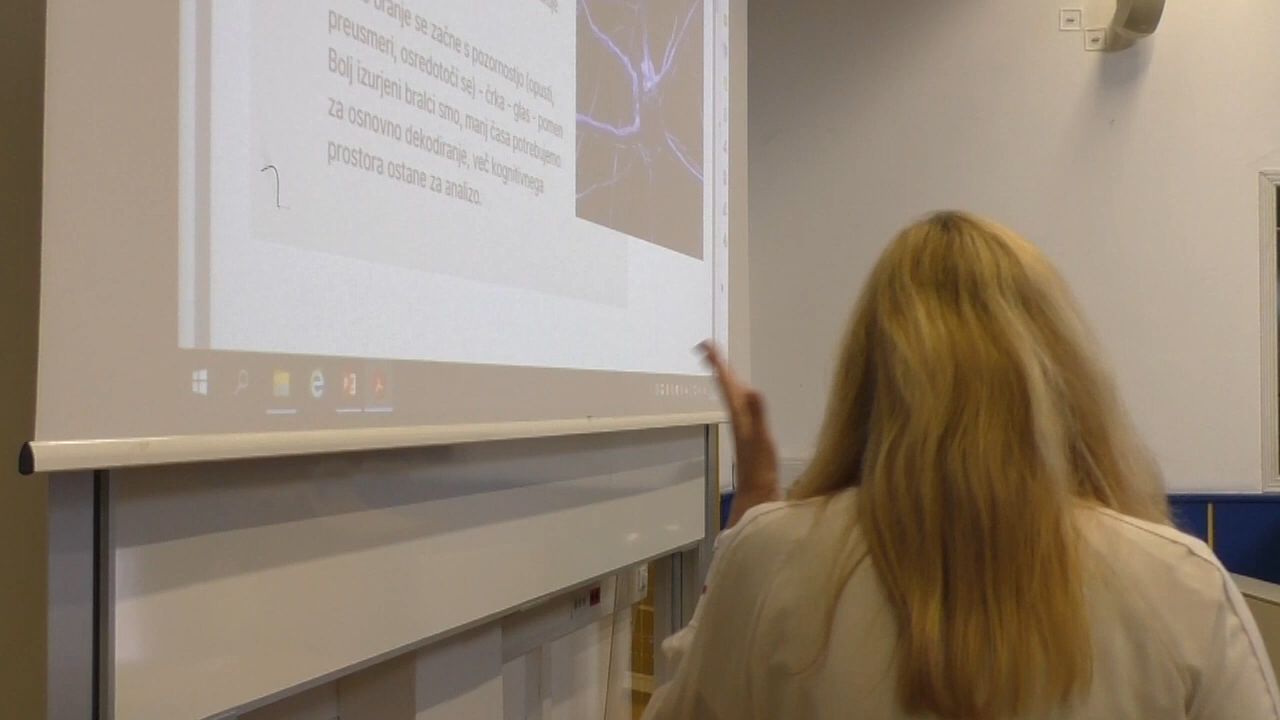 branje se začne s pozornostjo (opusti,
preusmeri, osredotoči se) - črka - glas - pomen
Bolj izurjeni bralci smo, manj časa potrebujemo
za osnovno dekodiranje, več kognitivnega
prostora ostane za analizo.